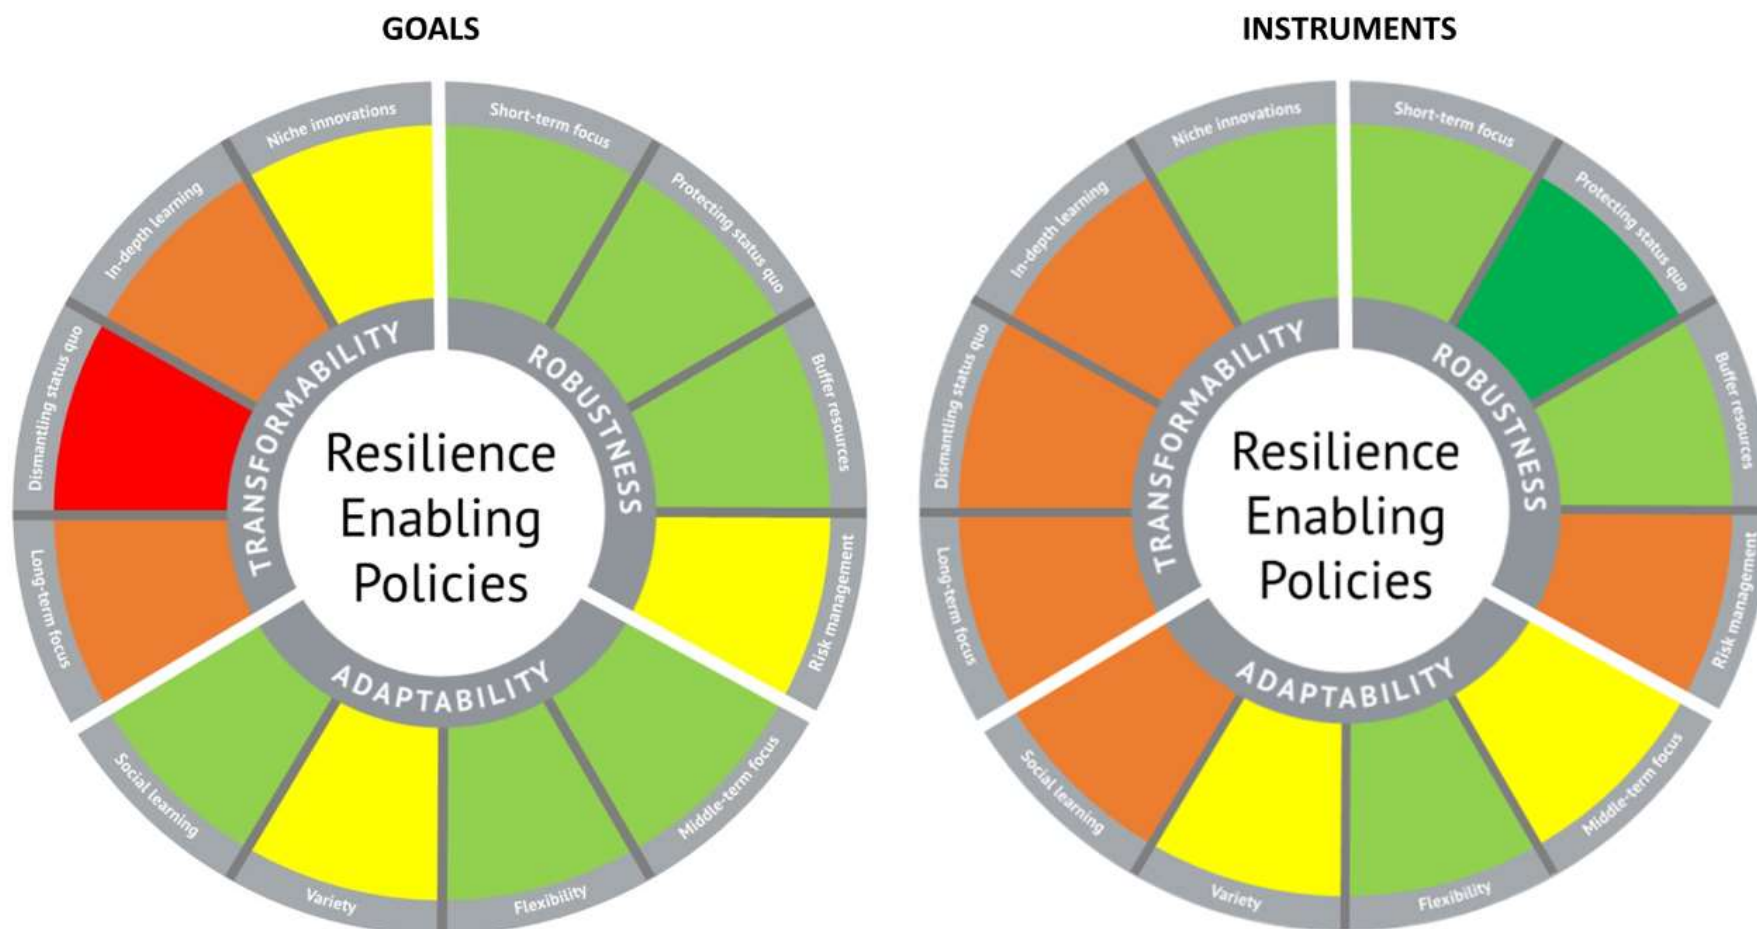 GOALS
Niche innovations
Short-term focus
Protecting status quo
Buffer resources
Risk management
Middle-term focus
Flexibility
Variety
Social learning
Long-term focus
Dismantling status quo
In-depth learning
TRANSFORMABILITY
ROBUSTNESS
ADAPTABILITY
Resilience
Enabling
Policies
INSTRUMENTS
Niche innovations
Short-term focus
Protecting status quo
Buffer resources
Risk management
Middle-term focus
Flexibility
Variety
Social learning
Long-term focus
Dismantling status quo
In-depth learning
TRANSFORMABILITY
ROBUSTNESS
ADAPTABILITY
Resilience
Enabling
Policies